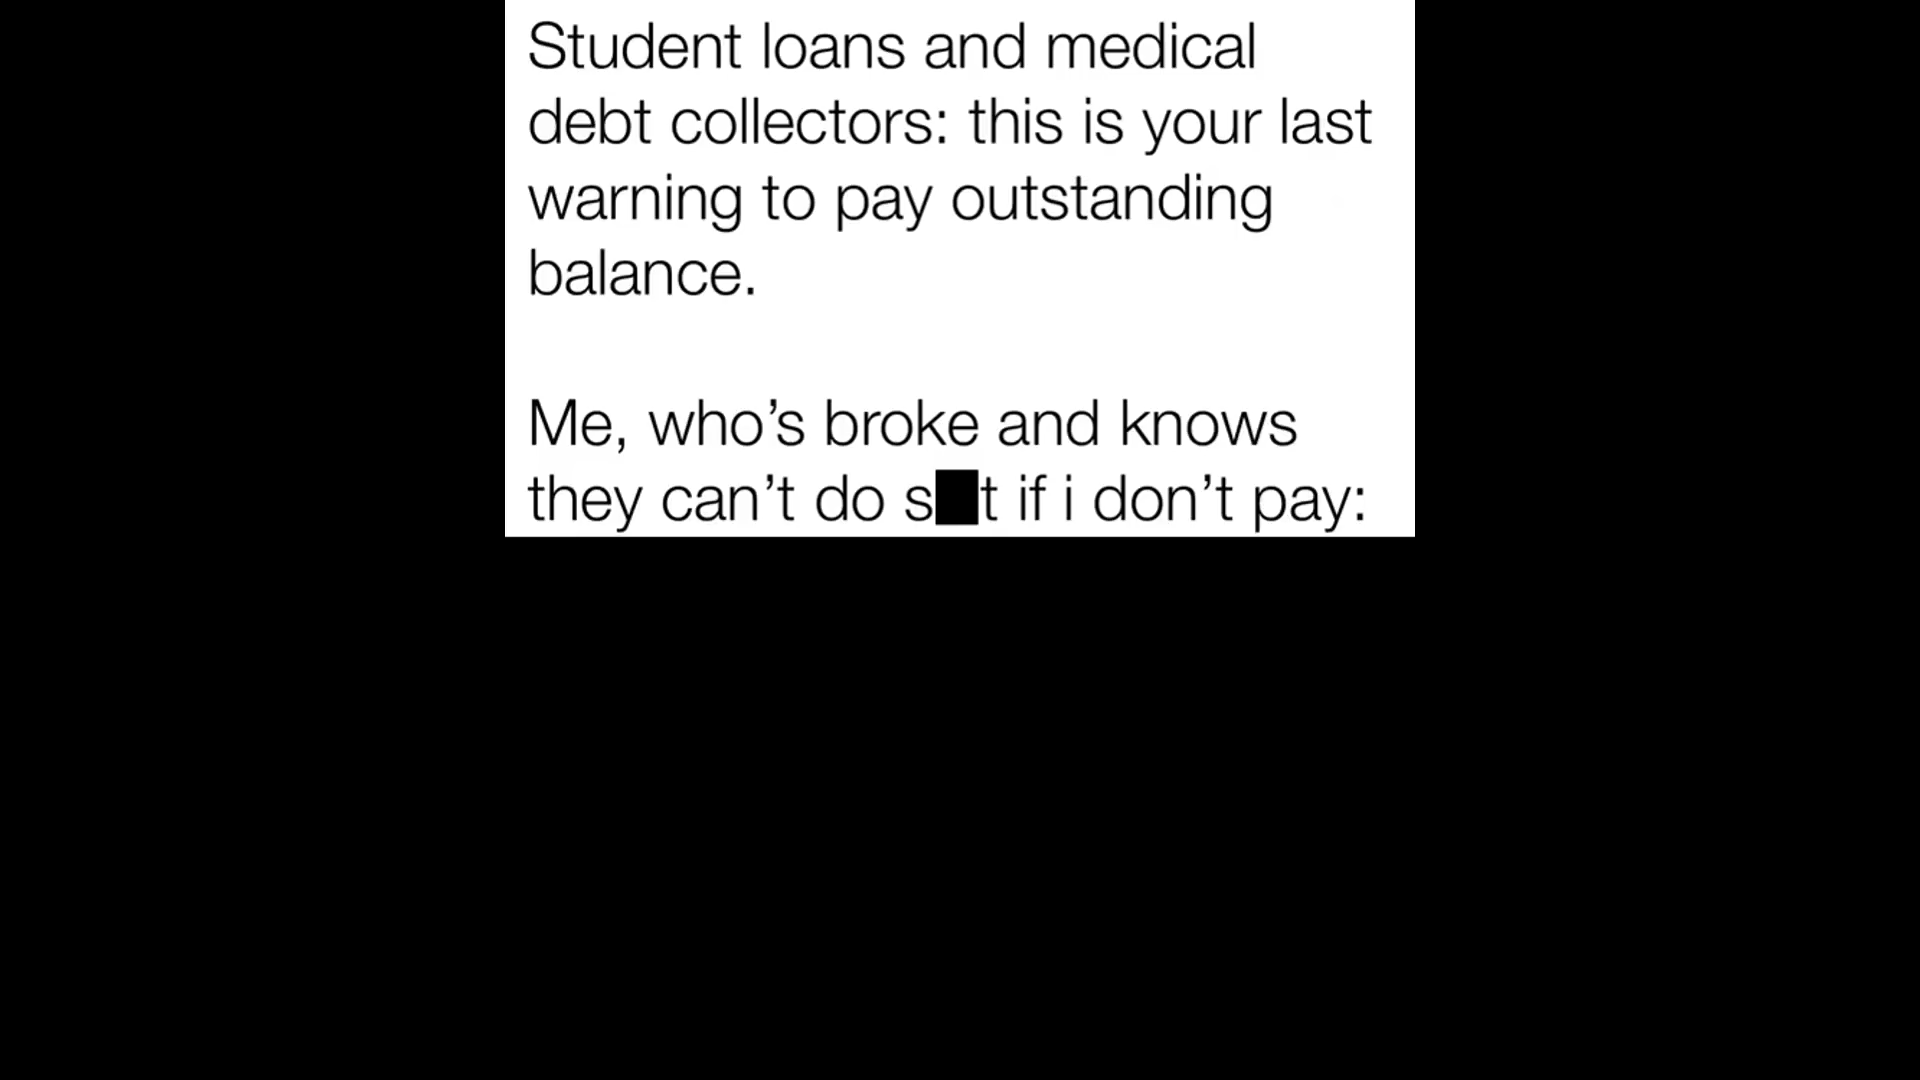 Student loans and medical
debt collectors: this is your last
warning to pay outstanding
balance.
Me, who’s broke and knows
they can’t do s█t if i don’t pay: